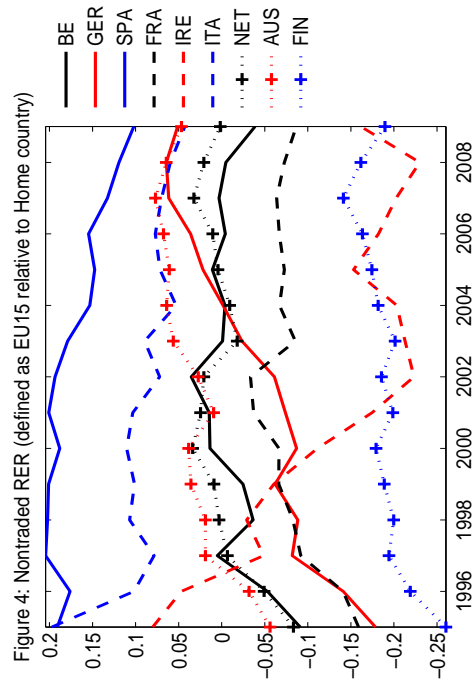 Figure 4: Nontraded RER (defined as EU15 relative to Home country)
0.2
0.15
0.1
0.05
0
−0.05
−0.1
−0.15
−0.2
−0.25
1996
1998
2000
2002
2004
2006
2008
BE
GER
SPA
FRA
IRE
ITA
NET
AUS
FIN